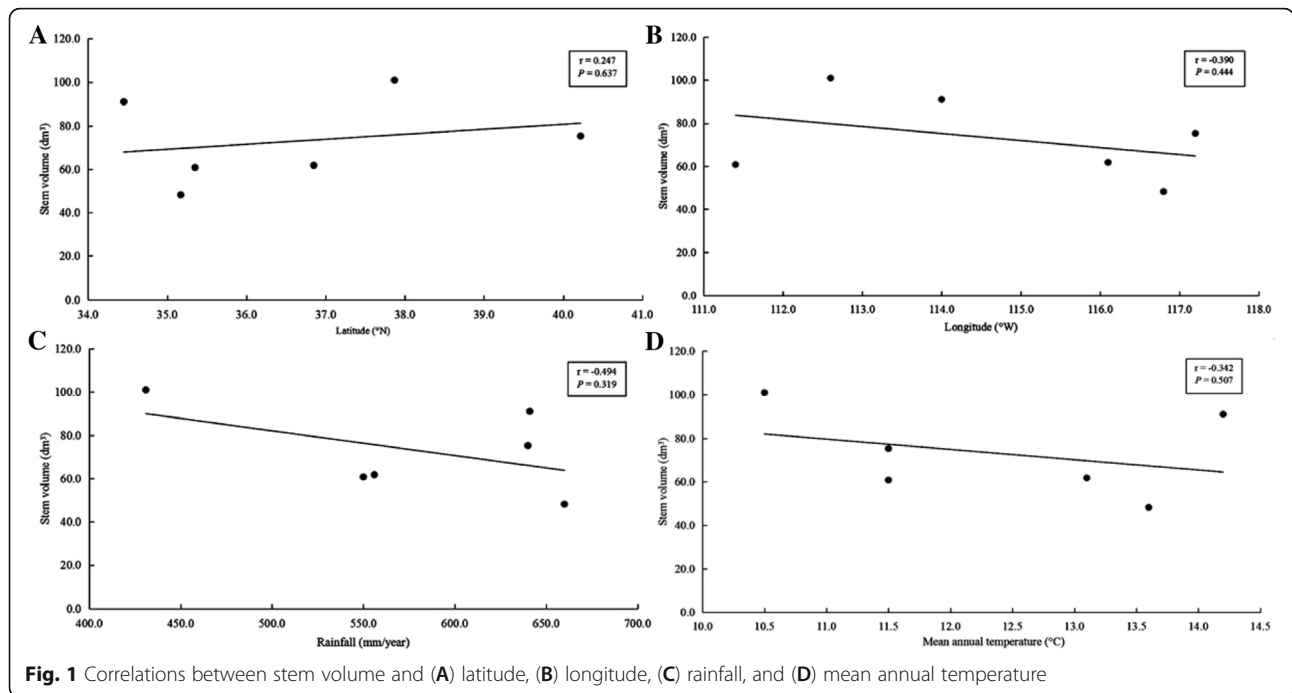 A
120.0
100.0
80.0
60.0
40.0
20.0
0.0
Stem volume (dm³)
r = 0.247
P = 0.637
34.0 35.0 36.0 37.0 38.0 39.0 40.0 41.0
Latitude (°N)
B
120.0
100.0
80.0
60.0
40.0
20.0
0.0
Stem volume (dm³)
r = -0.390
P = 0.444
111.0 112.0 113.0 114.0 115.0 116.0 117.0 118.0
Longitude (°W)
C
120.0
100.0
80.0
60.0
40.0
20.0
0.0
Stem volume (dm³)
r = -0.494
P = 0.319
400.0 450.0 500.0 550.0 600.0 650.0 700.0
Rainfall (mm/year)
D
120.0
100.0
80.0
60.0
40.0
20.0
0.0
Stem volume (dm³)
r = -0.342
P = 0.507
10.0 10.5 11.0 11.5 12.0 12.5 13.0 13.5 14.0 14.5
Mean annual temperature (°C)
Fig. 1 Correlations between stem volume and (A) latitude, (B) longitude, (C) rainfall, and (D) mean annual temperature